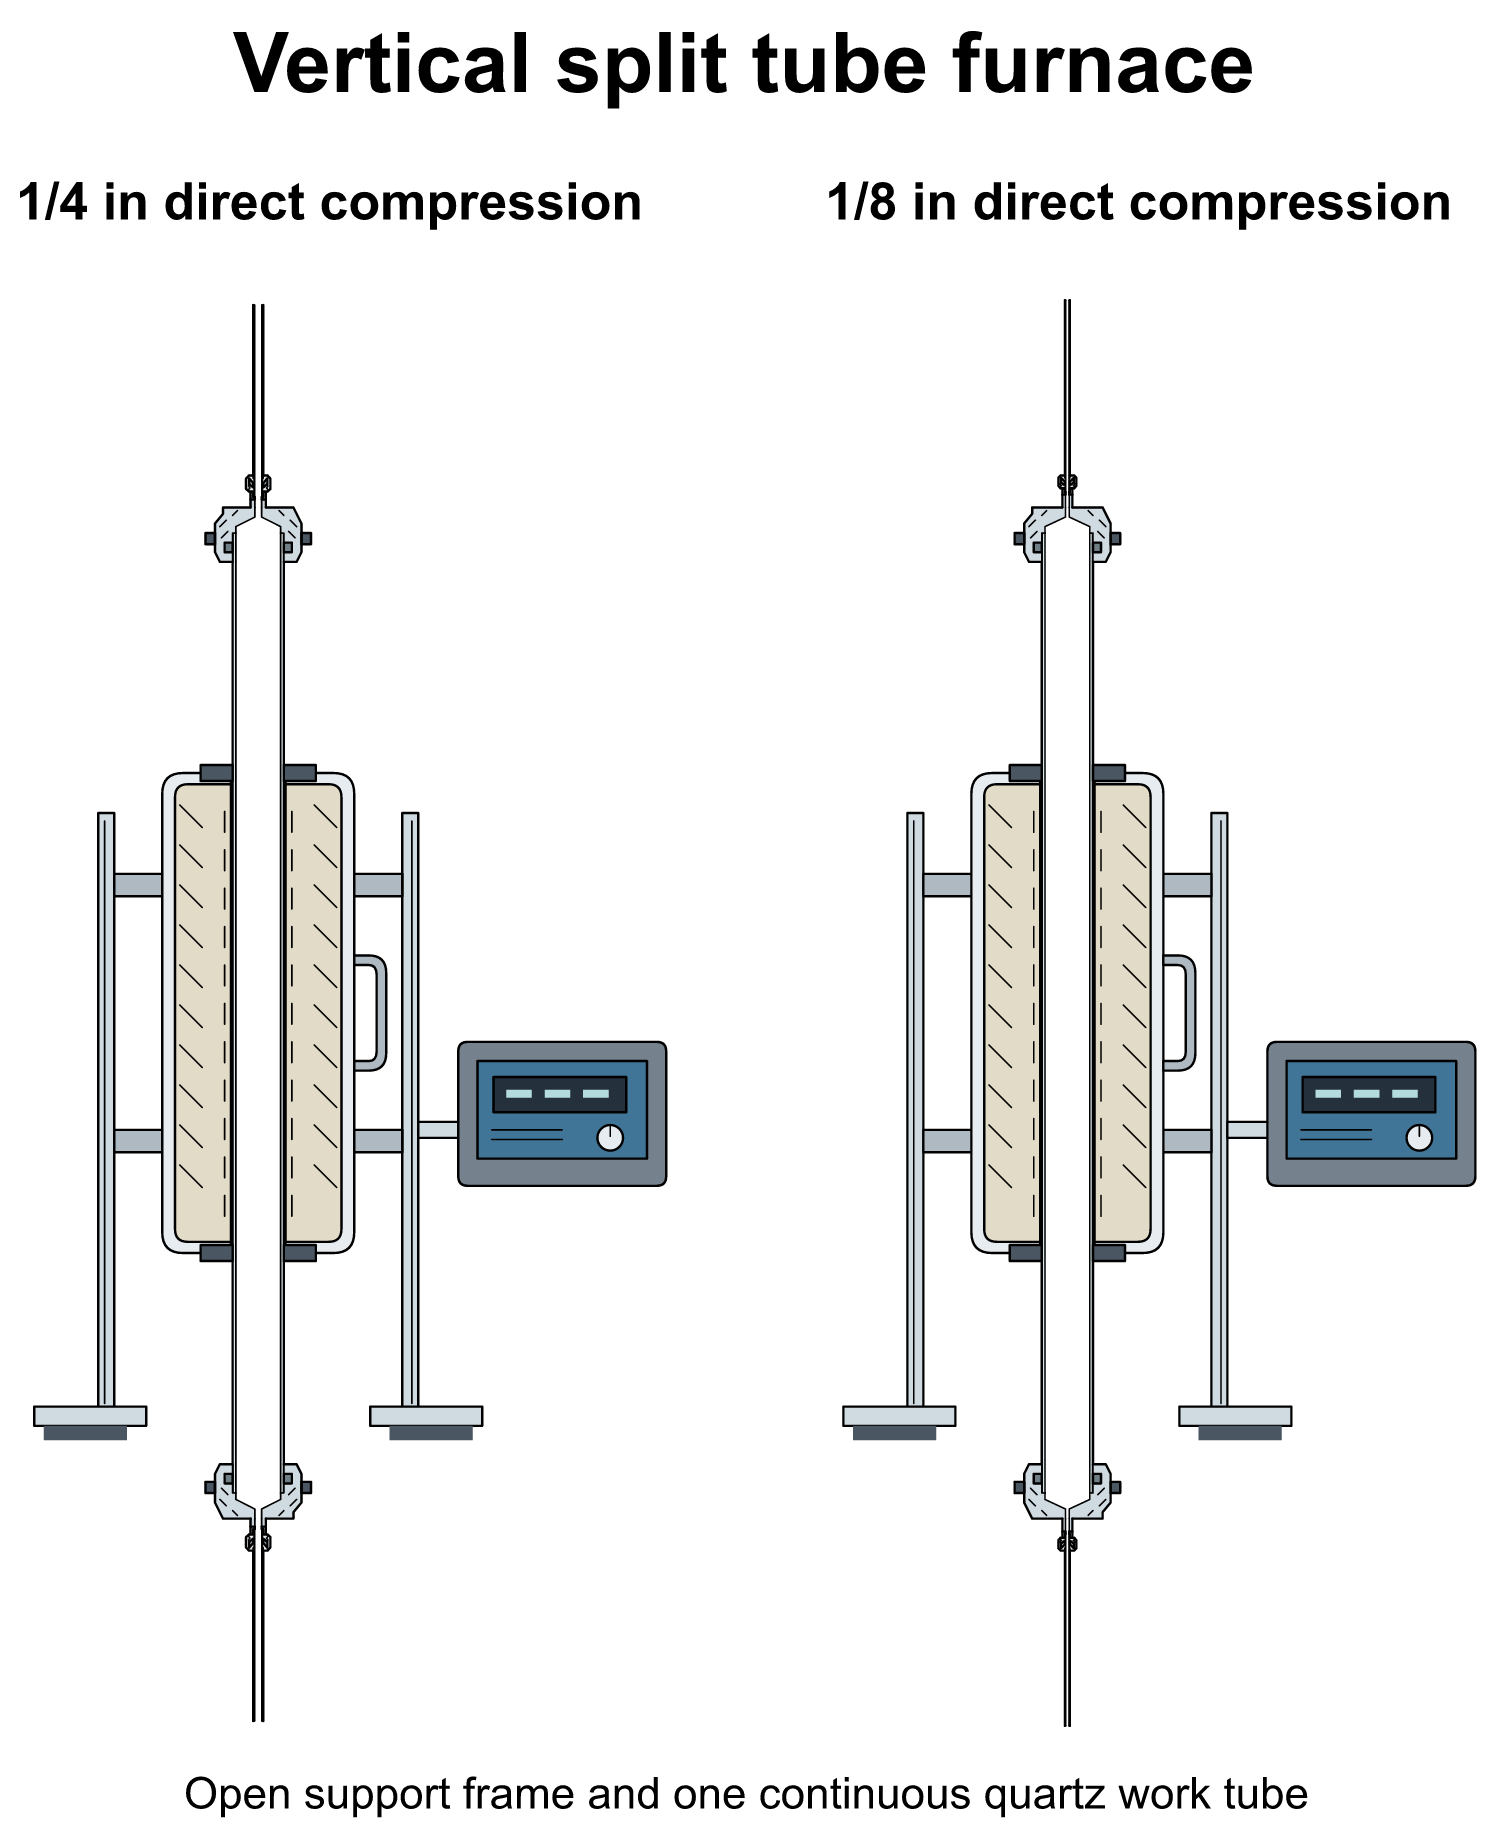 Vertical split tube furnace
1/4 in direct compression
1/8 in direct compression
Open support frame and one continuous quartz work tube